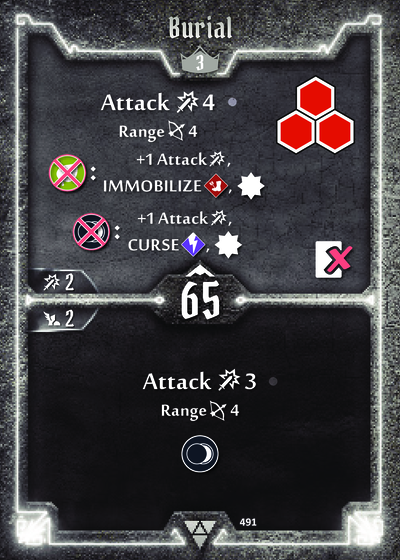 Burial
3
Attack 4
Range 4
: +1 Attack,
IMMOBILIZE,
: +1 Attack,
CURSE,
2
65
2
Attack 3
Range 4
491